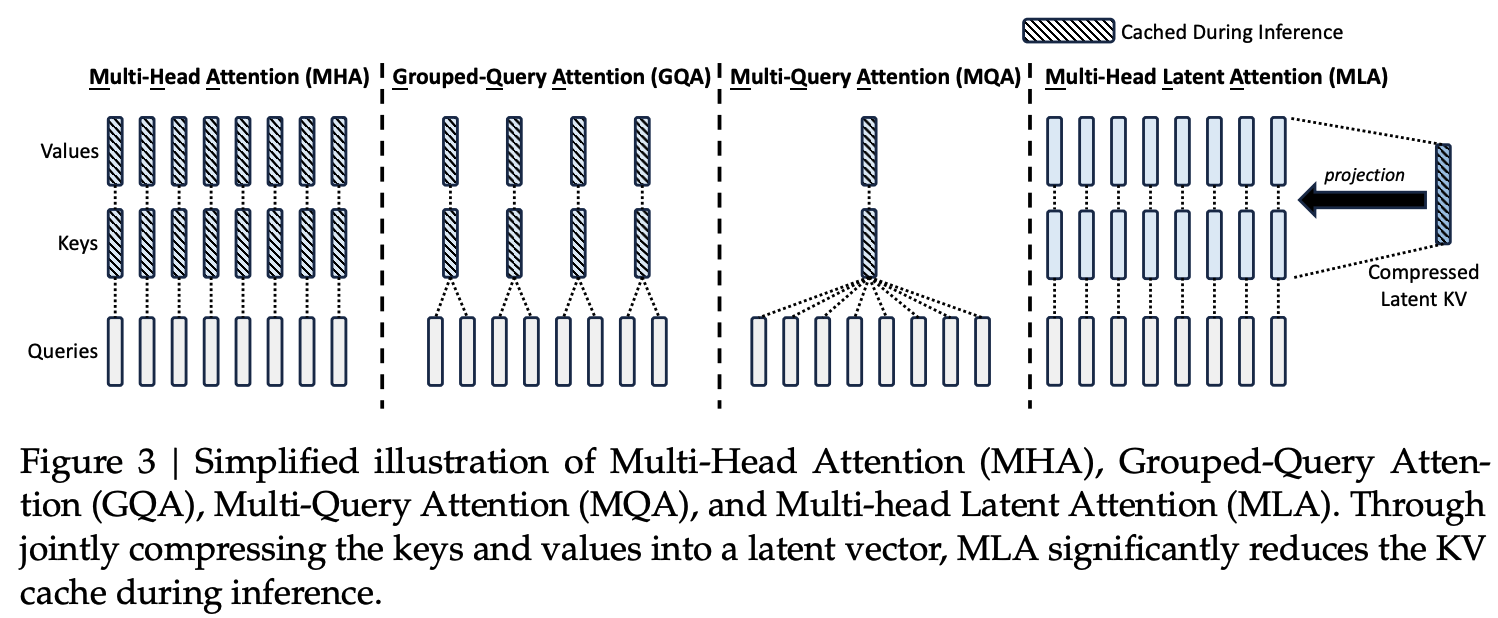 Cached During Inference
Multi-Head Attention (MHA)
Grouped-Query Attention (GQA)
Multi-Query Attention (MQA)
Multi-Head Latent Attention (MLA)
Values
Keys
Queries
projection
Compressed
Latent KV
Figure 3 | Simplified illustration of Multi-Head Attention (MHA), Grouped-Query Atten-
tion (GQA), Multi-Query Attention (MQA), and Multi-head Latent Attention (MLA). Through
jointly compressing the keys and values into a latent vector, MLA significantly reduces the KV
cache during inference.